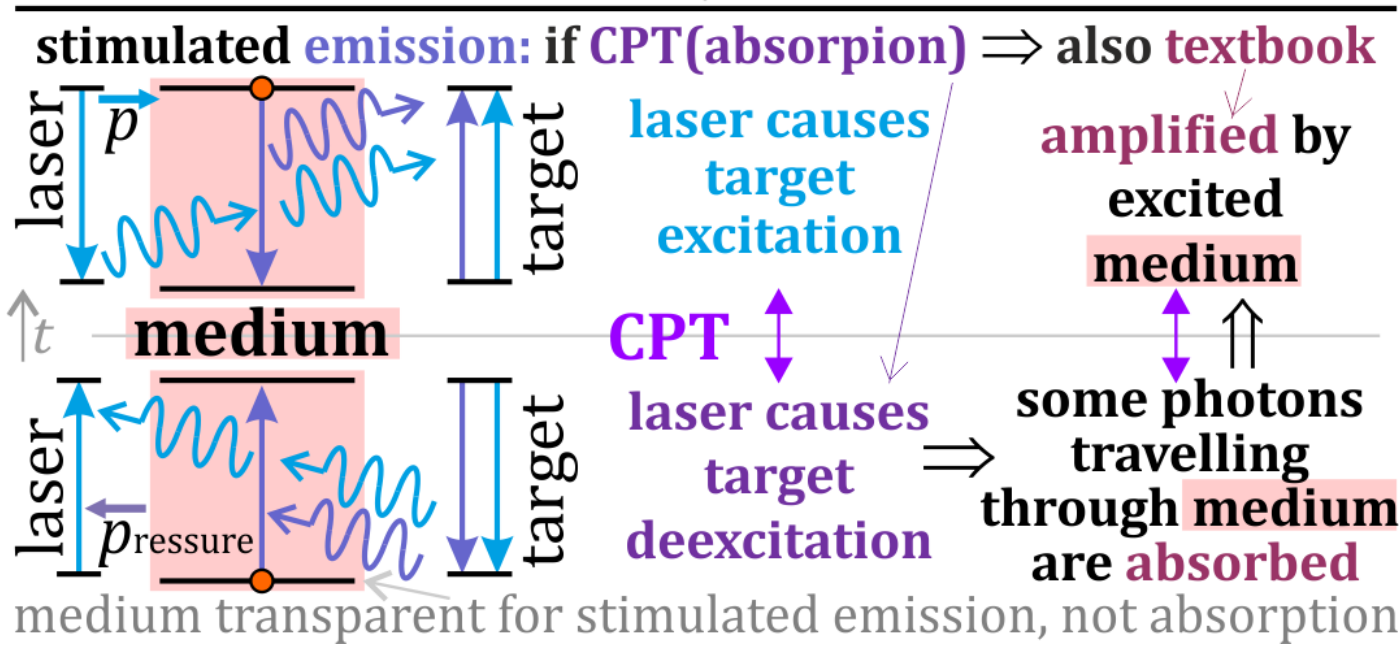 stimulated emission: if CPT(absorpion) ⇒ also textbook
laser
p
target
laser causes
target
excitation
amplified by
excited
medium
t
medium
CPT
laser
pressure
target
laser causes
target
deexcitation
⇒
⇑
some photons
travelling
through medium
are absorbed
medium transparent for stimulated emission, not absorption